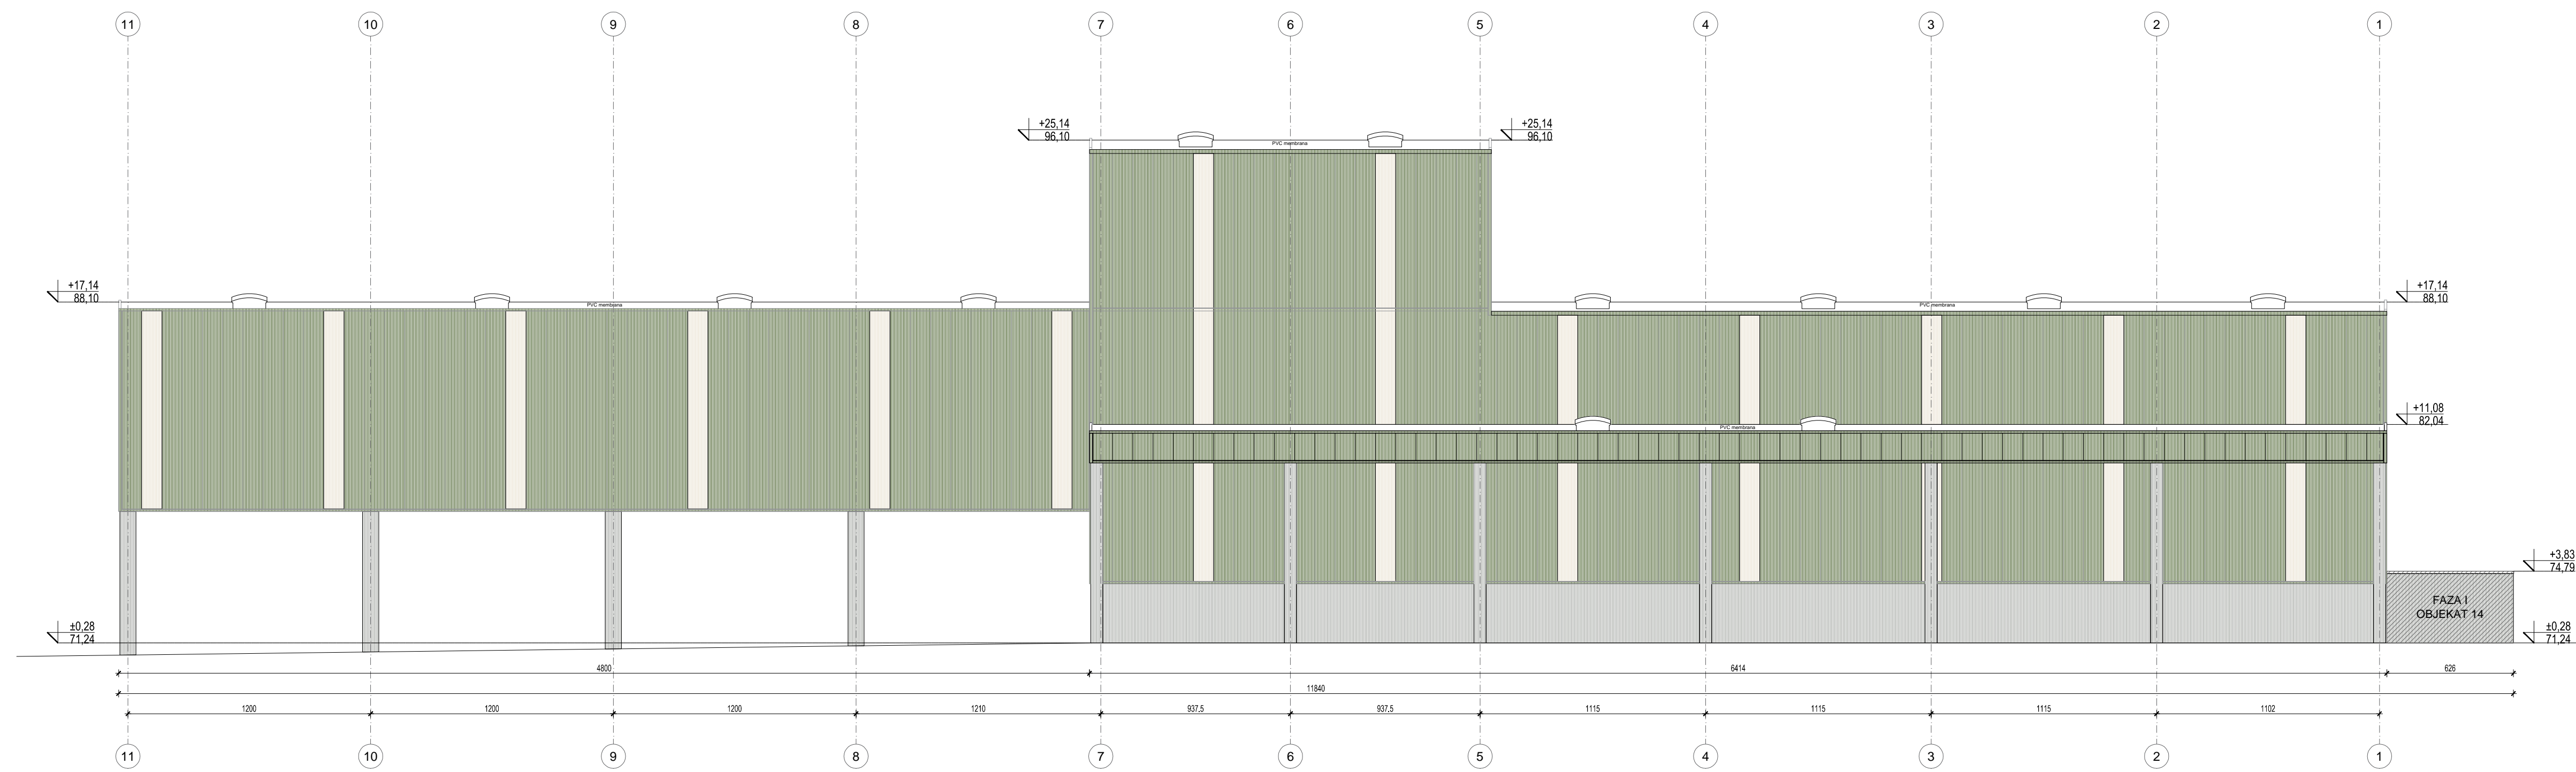 11 10 9 8 7 6 5 4 3 2 1
+25,14
96,10
+25,14
96,10
PVC membrana
+17,14
88,10
PVC membrana
PVC membrana
+17,14
88,10
+11,08
82,04
PVC membrana
+3,83
74,79
FAZA I
OBJEKAT 14
±0,28
71,24
±0,28
71,24
4800 6414 626
11840
1200 1200 1200 1210 937,5 937,5 1115 1115 1115 1102
11 10 9 8 7 6 5 4 3 2 1